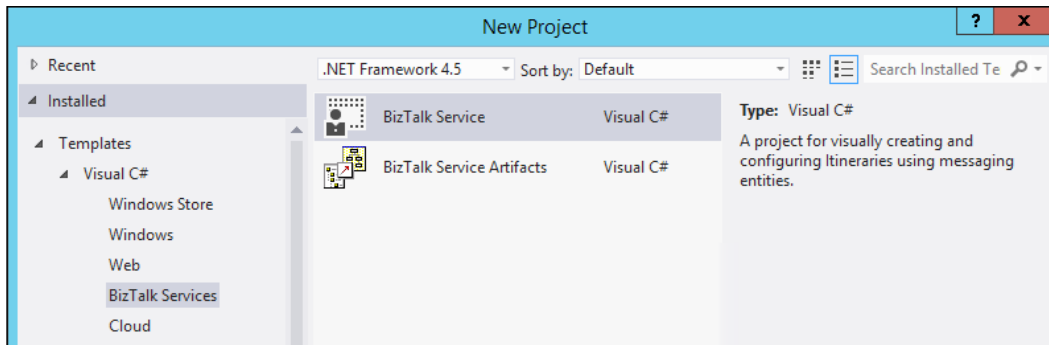 New Project
? x
Recent
.NET Framework 4.5 Sort by: Default Search Installed Te
Installed
Templates
Visual C#
Windows Store
Windows
Web
BizTalk Services
Cloud
BizTalk Service Visual C#
BizTalk Service Artifacts Visual C#
Type: Visual C#
A project for visually creating and
configuring Itineraries using messaging
entities.